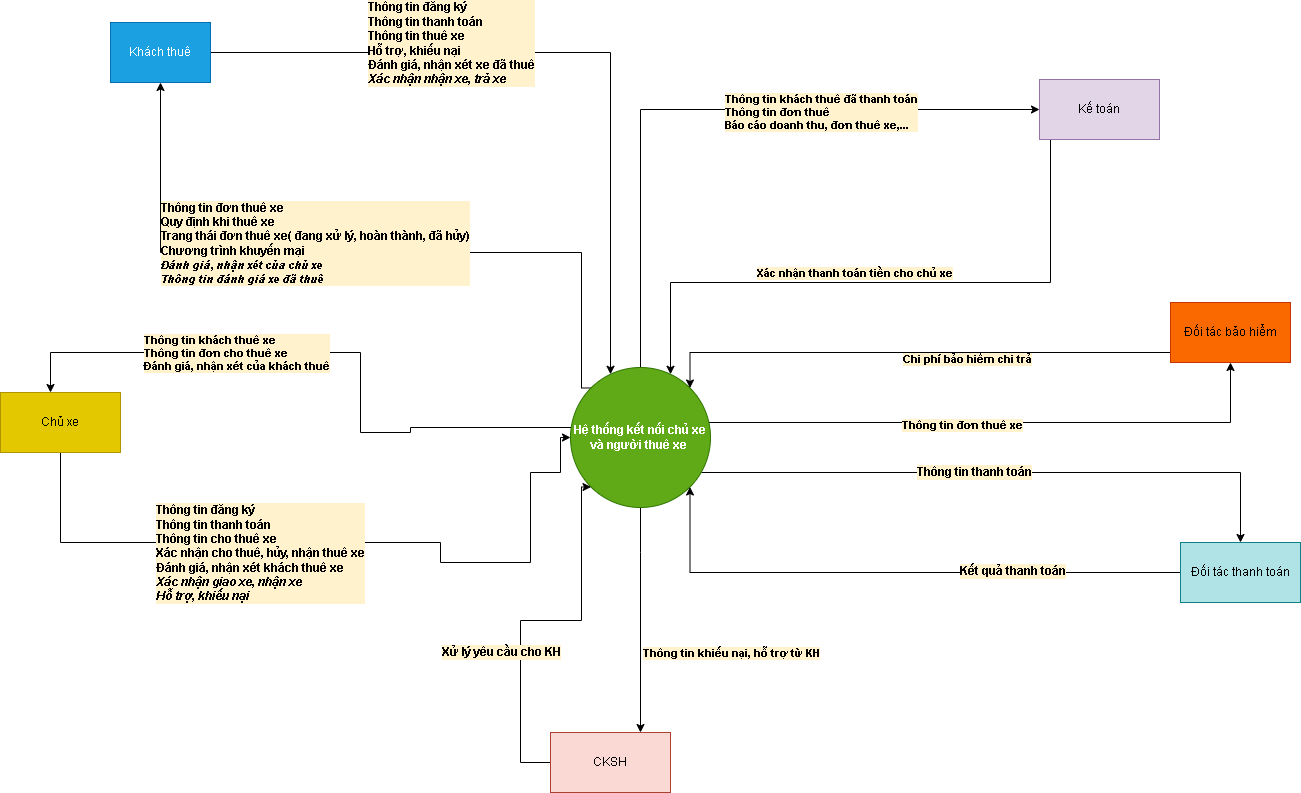 Thông tin đăng ký
Thông tin thanh toán
Thông tin thuê xe
Hỗ trợ, khiếu nại
Đánh giá, nhận xét xe đã thuê
Xác nhận nhận xe, trả xe
Khách thuê
Thông tin khách thuê đã thanh toán
Thông tin đơn thuê
Báo cáo doanh thu, đơn thuê xe,...
Kế toán
Thông tin đơn thuê xe
Quy định khi thuê xe
Trang thái đơn thuê xe( đang xử lý, hoàn thành, đã hủy)
Chương trình khuyến mại
Đánh giá, nhận xét của chủ xe
Thông tin đánh giá xe đã thuê
Xác nhận thanh toán tiền cho chủ xe
Thông tin khách thuê xe
Thông tin đơn cho thuê xe
Đánh giá, nhận xét của khách thuê
Đối tác bảo hiểm
Chi phí bảo hiểm chi trả
Chủ xe
Hệ thống kết nối chủ xe
và người thuê xe
Thông tin đơn thuê xe
Thông tin thanh toán
Thông tin đăng ký
Thông tin thanh toán
Thông tin cho thuê xe
Xác nhận cho thuê, hủy, nhận thuê xe
Đánh giá, nhận xét khách thuê xe
Xác nhận giao xe, nhận xe
Hỗ trợ, khiếu nại
Kết quả thanh toán
Đối tác thanh toán
Xử lý yêu cầu cho KH
Thông tin khiếu nại, hỗ trợ từ KH
CKSH